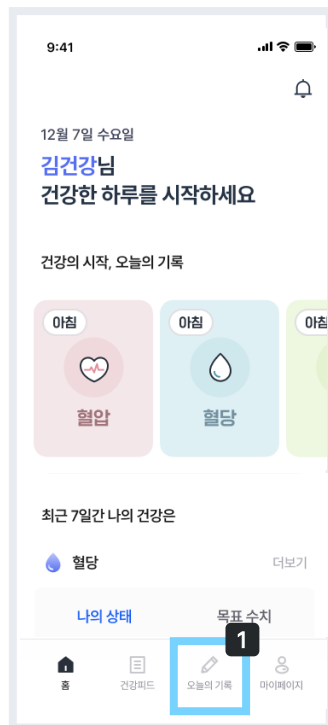 9:41
12월 7일 수요일
김건강님
건강한 하루를 시작하세요
건강의 시작, 오늘의 기록
아침
아침
아침
혈압
혈당
최근 7일간 나의 건강은
혈당
더보기
나의 상태
목표 수치
1
홈
건강피드
오늘의 기록
마이페이지